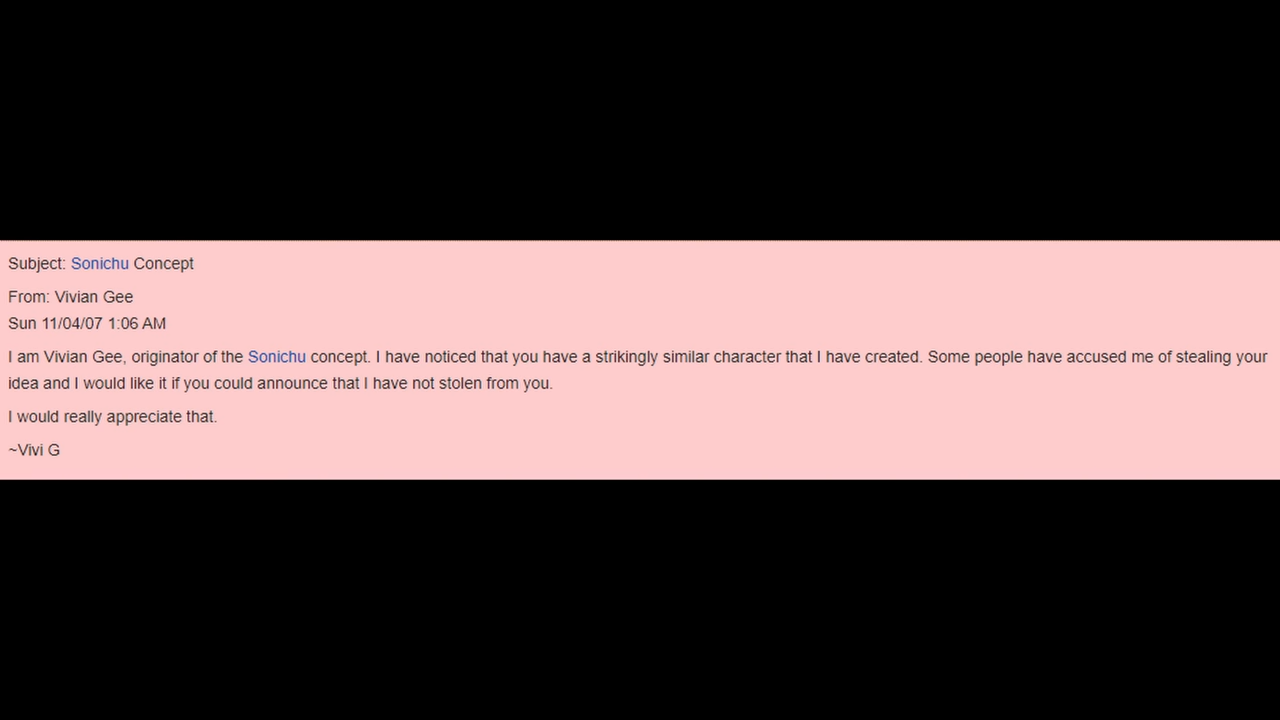 Subject: Sonichu Concept
From: Vivian Gee
Sun 11/04/07 1:06 AM
I am Vivian Gee, originator of the Sonichu concept. I have noticed that you have a strikingly similar character that I have created. Some people have accused me of stealing your
idea and I would like it if you could announce that I have not stolen from you.
I would really appreciate that.
~Vivi G